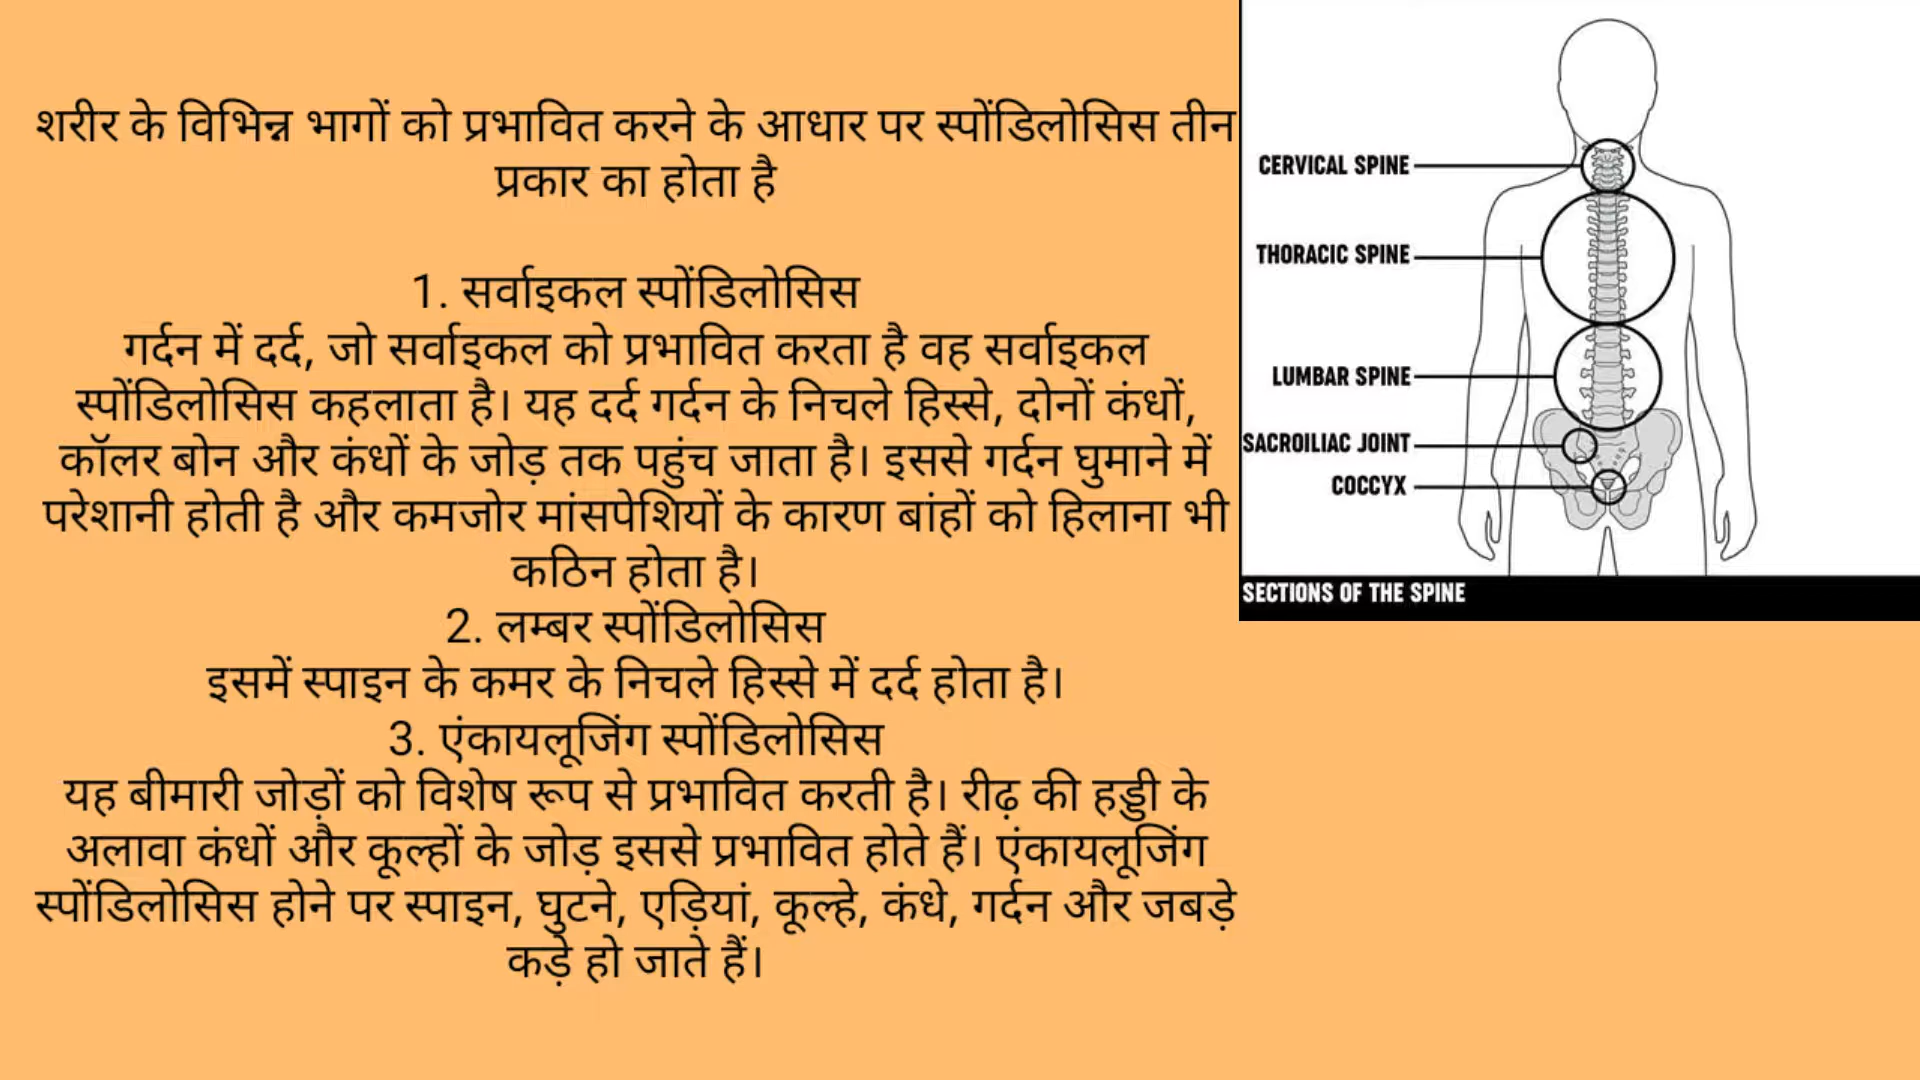 शरीर के विभिन्न भागों को प्रभावित करने के आधार पर स्पोंडिलोसिस तीन
प्रकार का होता है
1. सर्वाइकल स्पोंडिलोसिस
गर्दन में दर्द, जो सर्वाइकल को प्रभावित करता है वह सर्वाइकल
स्पोंडिलोसिस कहलाता है। यह दर्द गर्दन के निचले हिस्से, दोनों कंधों,
कॉलर बोन और कंधों के जोड़ तक पहुंच जाता है। इससे गर्दन घुमाने में
परेशानी होती है और कमजोर मांसपेशियों के कारण बांहों को हिलाना भी
कठिन होता है।
2. लम्बर स्पोंडिलोसिस
इसमें स्पाइन के कमर के निचले हिस्से में दर्द होता है।
3. एंकायलूजिंग स्पोंडिलोसिस
यह बीमारी जोड़ों को विशेष रूप से प्रभावित करती है। रीढ़ की हड्डी के
अलावा कंधों और कूल्हों के जोड़ इससे प्रभावित होते हैं। एंकायलूजिंग
स्पोंडिलोसिस होने पर स्पाइन, घुटने, एड़ियां, कूल्हे, कंधे, गर्दन और जबड़े
कड़े हो जाते हैं।
CERVICAL SPINE
THORACIC SPINE
LUMBAR SPINE
SACROILIAC JOINT
COCCYX
SECTIONS OF THE SPINE